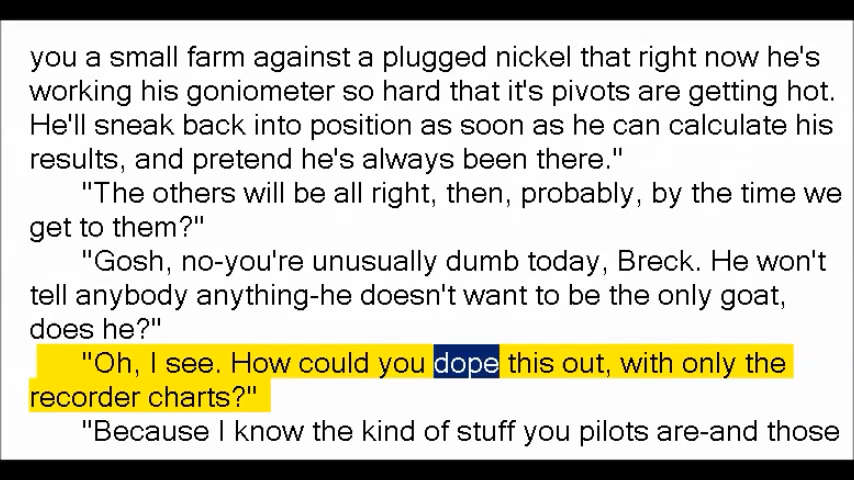 you a small farm against a plugged nickel that right now he's
working his goniometer so hard that it's pivots are getting hot.
He'll sneak back into position as soon as he can calculate his
results, and pretend he's always been there."
"The others will be all right, then, probably, by the time we
get to them?"
"Gosh, no-you're unusually dumb today, Breck. He won't
tell anybody anything-he doesn't want to be the only goat,
does he?"
"Oh, I see. How could you dope this out, with only the
recorder charts?"
"Because I know the kind of stuff you pilots are-and those